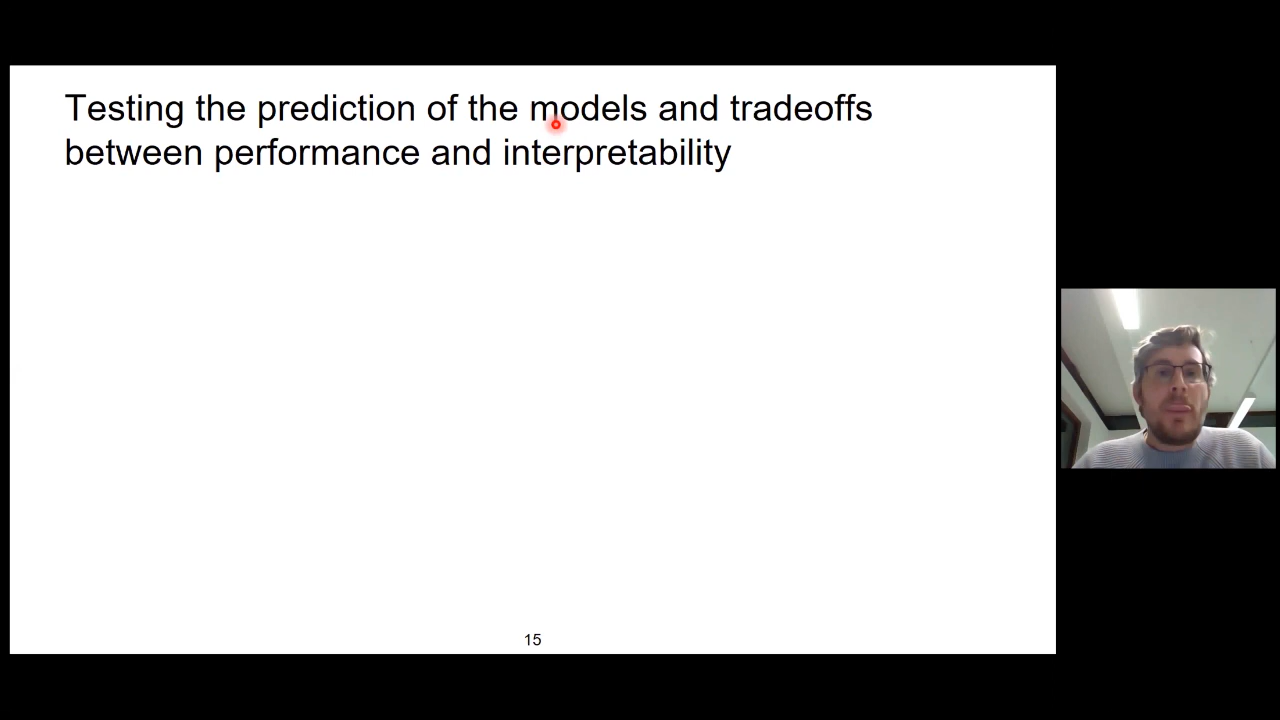 Testing the prediction of the models and tradeoffs
between performance and interpretability
15